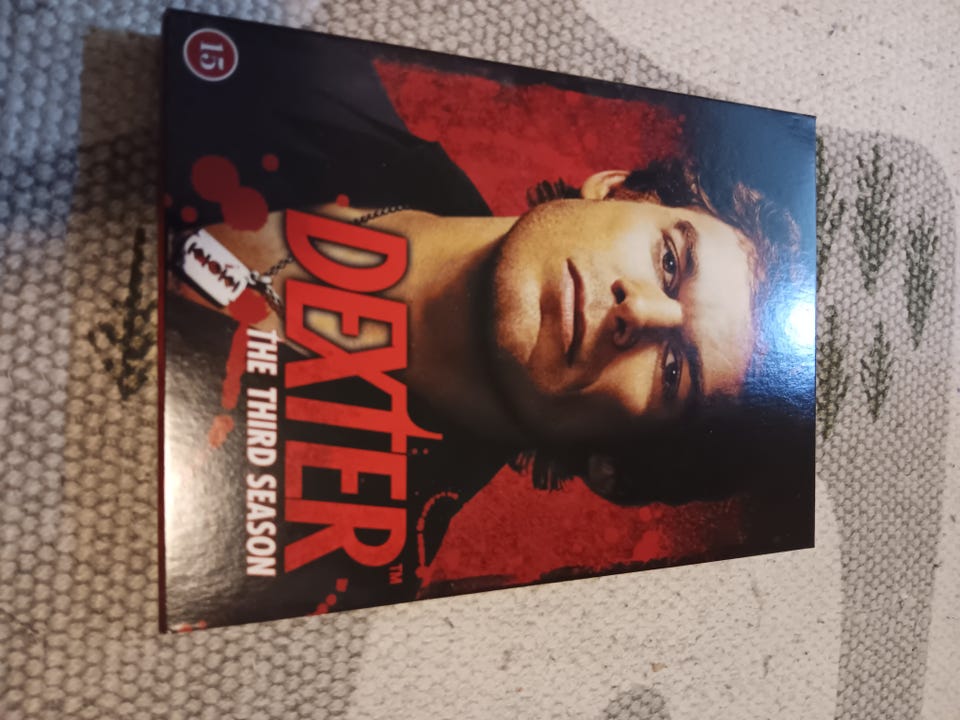 15
DEXTER™
THE THIRD SEASON